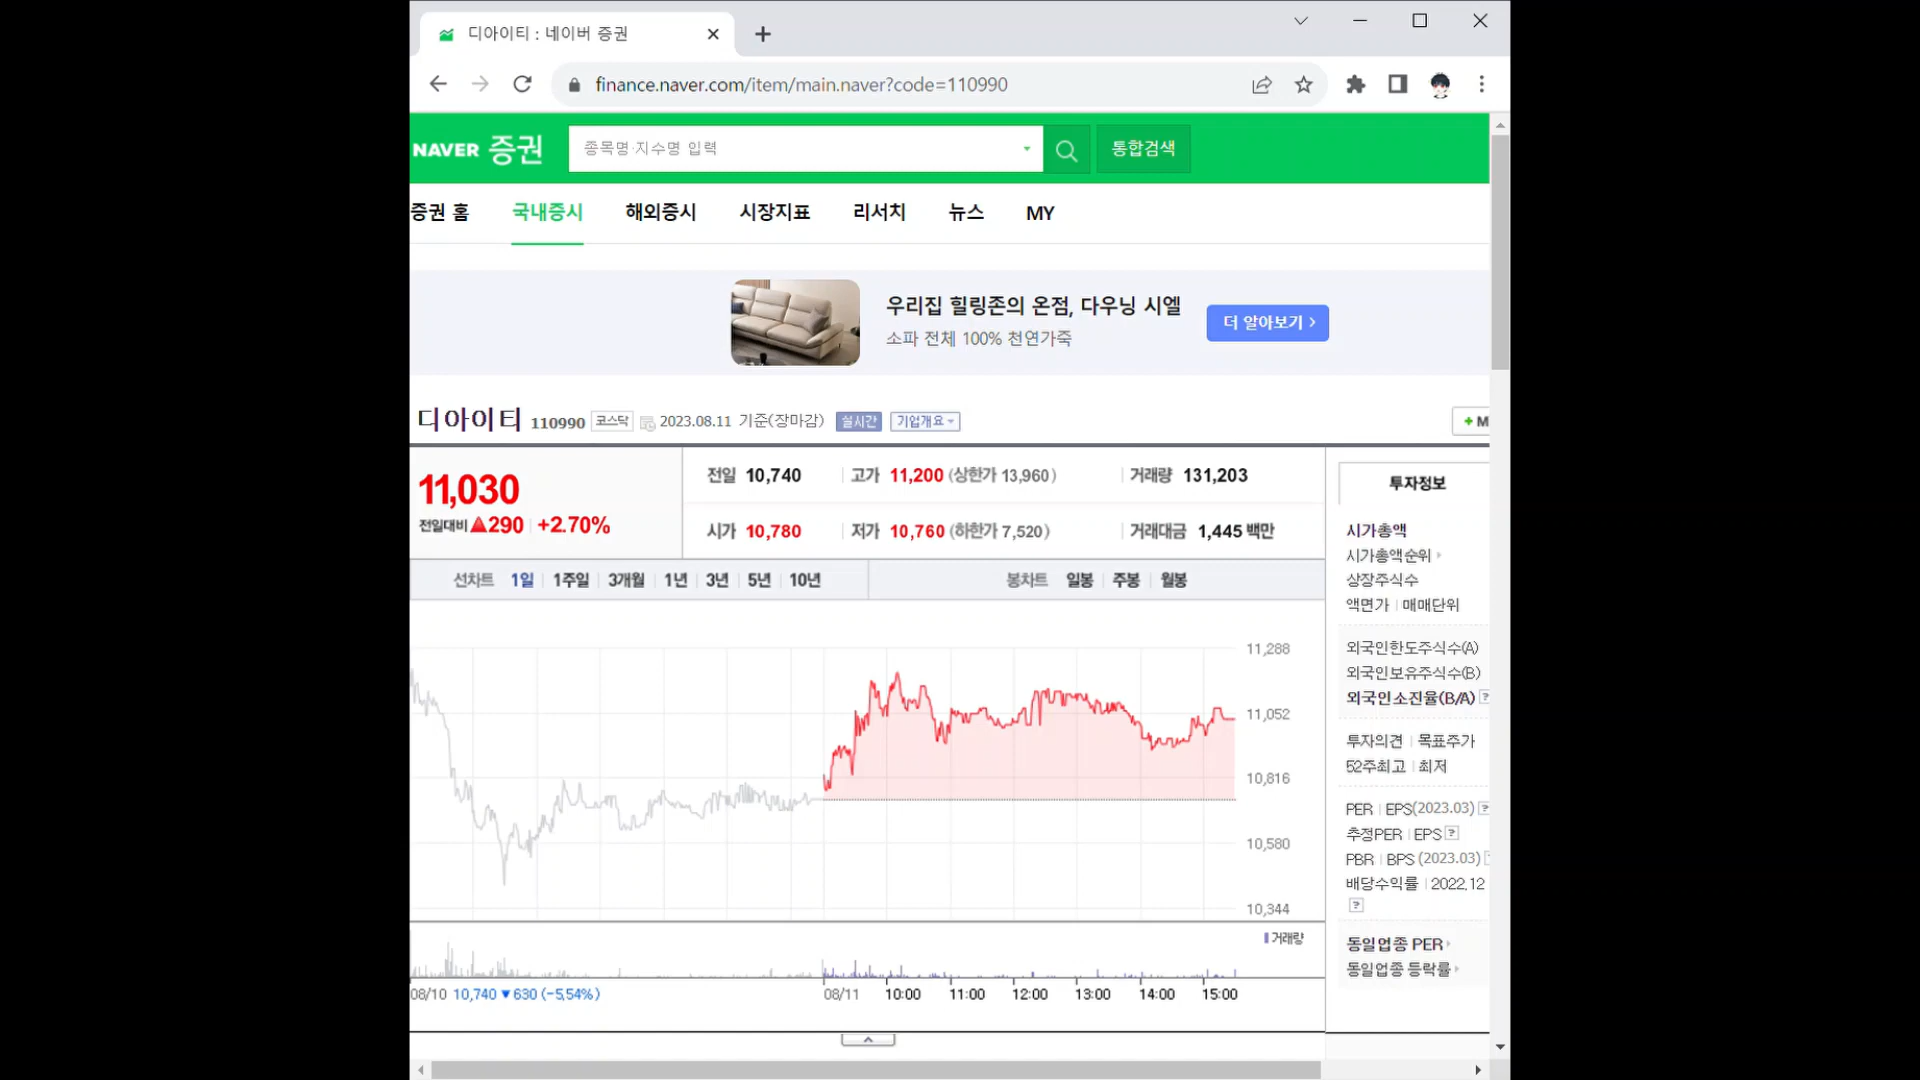 디아이티 : 네이버 증권
finance.naver.com/item/main.naver?code=110990
NAVER 증권
종목명·지수명 입력
통합검색
증권 홈 국내증시 해외증시 시장지표 리서치 뉴스 MY
우리집 힐링존의 온점, 다우닝 시엘
소파 전체 100% 천연가죽
더 알아보기 >
디아이티 110990 코스닥 2023.08.11 기준(장마감) 실시간 기업개요
+ M
11,030
전일대비 ▲290 +2.70%
전일 10,740 고가 11,200 (상한가 13,960) 거래량 131,203
시가 10,780 저가 10,760 (하한가 7,520) 거래대금 1,445 백만
선차트 1일 1주일 3개월 1년 3년 5년 10년
봉차트 일봉 주봉 월봉
11,288
11,052
10,816
10,580
10,344
거래량
08/10 10,740 ▼630 (-5.54%)
08/11 10:00 11:00 12:00 13:00 14:00 15:00
투자정보
시가총액
시가총액순위
상장주식수
액면가 | 매매단위
외국인한도주식수(A)
외국인보유주식수(B)
외국인소진율(B/A) ?
투자의견 | 목표주가
52주최고 | 최저
PER | EPS(2023.03) ?
추정PER | EPS ?
PBR | BPS (2023.03)
배당수익률 | 2022.12
?
동일업종 PER
동일업종 등락률